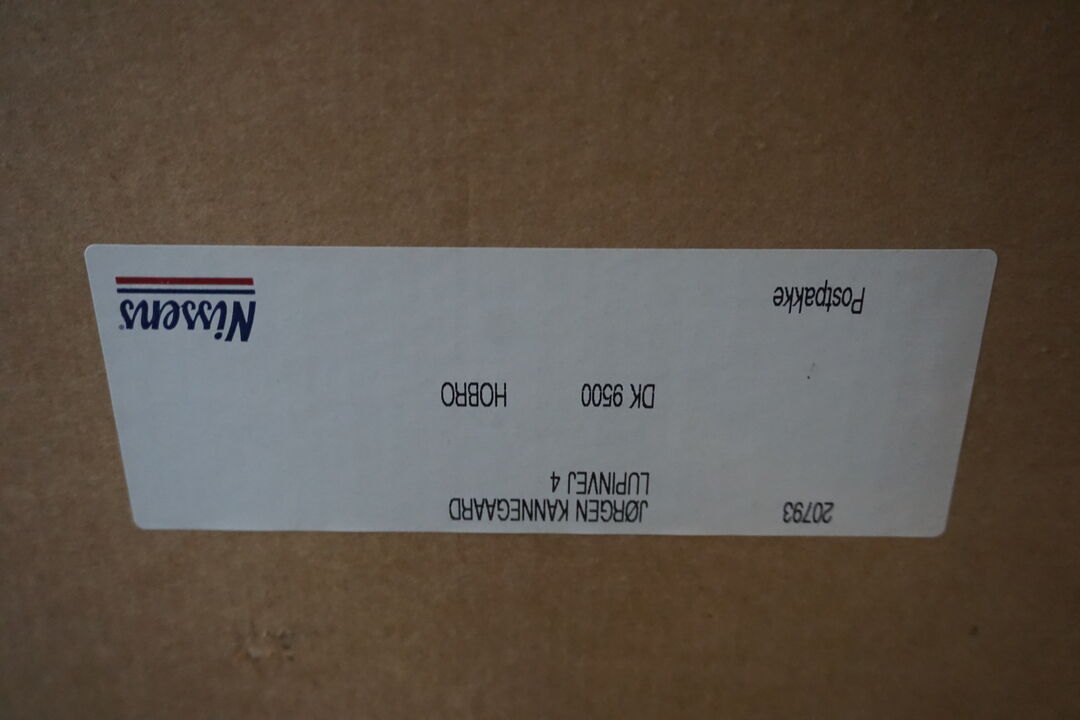 20793
JØRGEN KANNEGAARD
LUPINVEJ 4
DK 9500 HOBRO
Postpakke
Nissens®